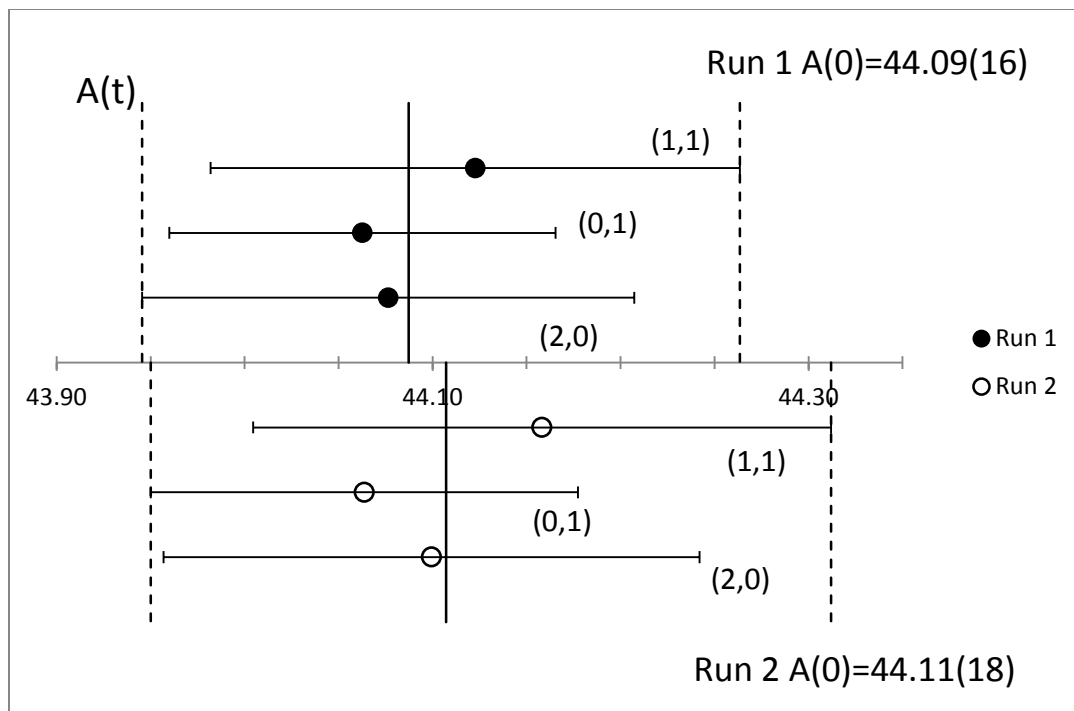 Run 1 A(0)=44.09(16)
A(t)
(1,1)
(0,1)
(2,0)
Run 1
43.90 44.10 44.30
Run 2
(1,1)
(0,1)
(2,0)
Run 2 A(0)=44.11(18)